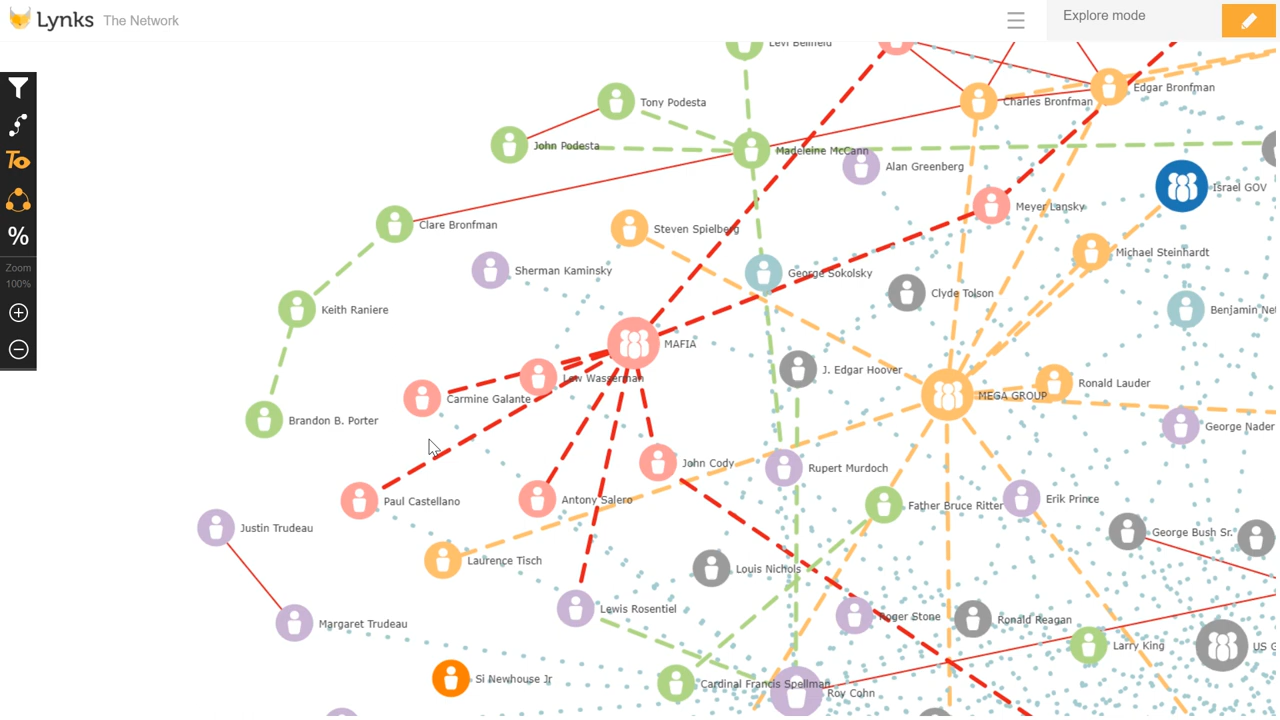 Lynks The Network
Explore mode
Levi Bellfield
Edgar Bronfman
Tony Podesta
Charles Bronfman
John Podesta
Madeleine McCann
Alan Greenberg
Israel GOV
Meyer Lansky
Clare Bronfman
Steven Spielberg
Michael Steinhardt
Sherman Kaminsky
George Sokolsky
Clyde Tolson
Zoom
100%
Keith Raniere
Benjamin Net
MAFIA
J. Edgar Hoover
Lew Wasserman
Ronald Lauder
Carmine Galante
MEGA GROUP
Brandon B. Porter
George Nader
John Cody
Rupert Murdoch
Paul Castellano
Antony Salero
Erik Prince
Father Bruce Ritter
Justin Trudeau
George Bush Sr.
Laurence Tisch
Louis Nichols
Lewis Rosentiel
Roger Stone
Ronald Reagan
Margaret Trudeau
Larry King
US G
Si Newhouse Jr
Cardinal Francis Spellman
Roy Cohn